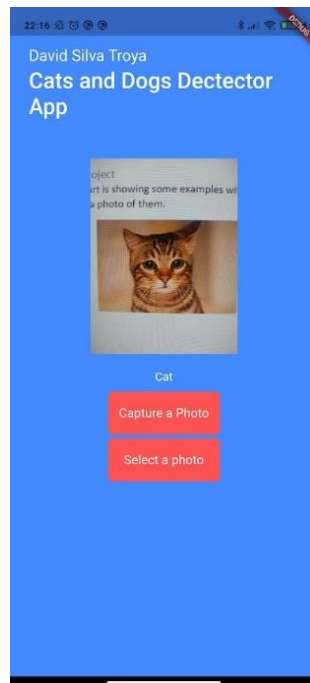 22:16
DEBUG
David Silva Troya
Cats and Dogs Dectector
App
oject
rt is showing some examples wi
a photo of them.
Cat
Capture a Photo
Select a photo